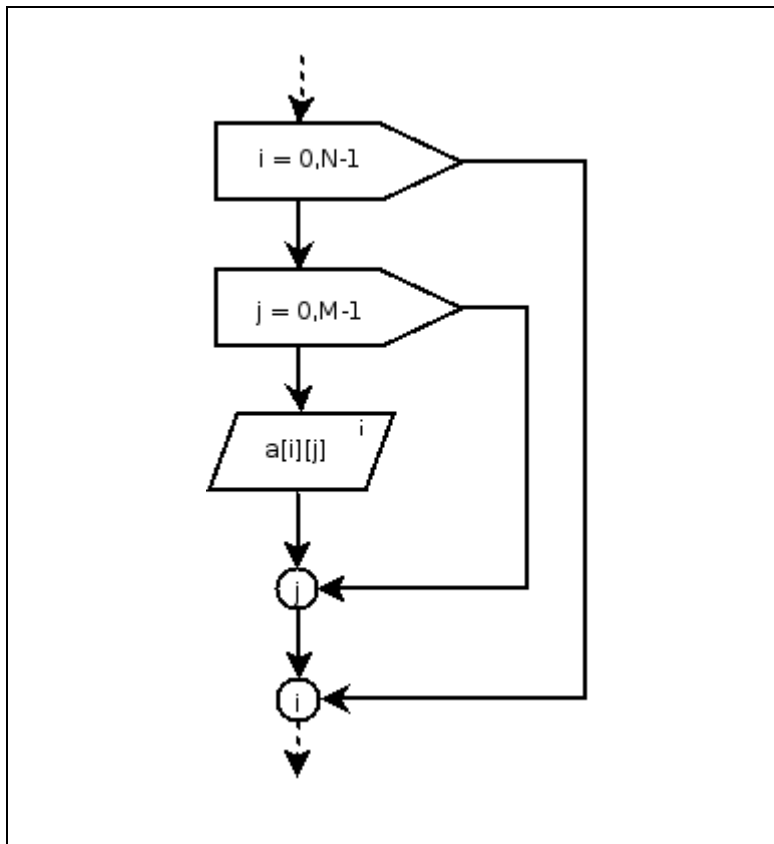 i = 0,N-1
j = 0,M-1
i
a[i][j]
j
i